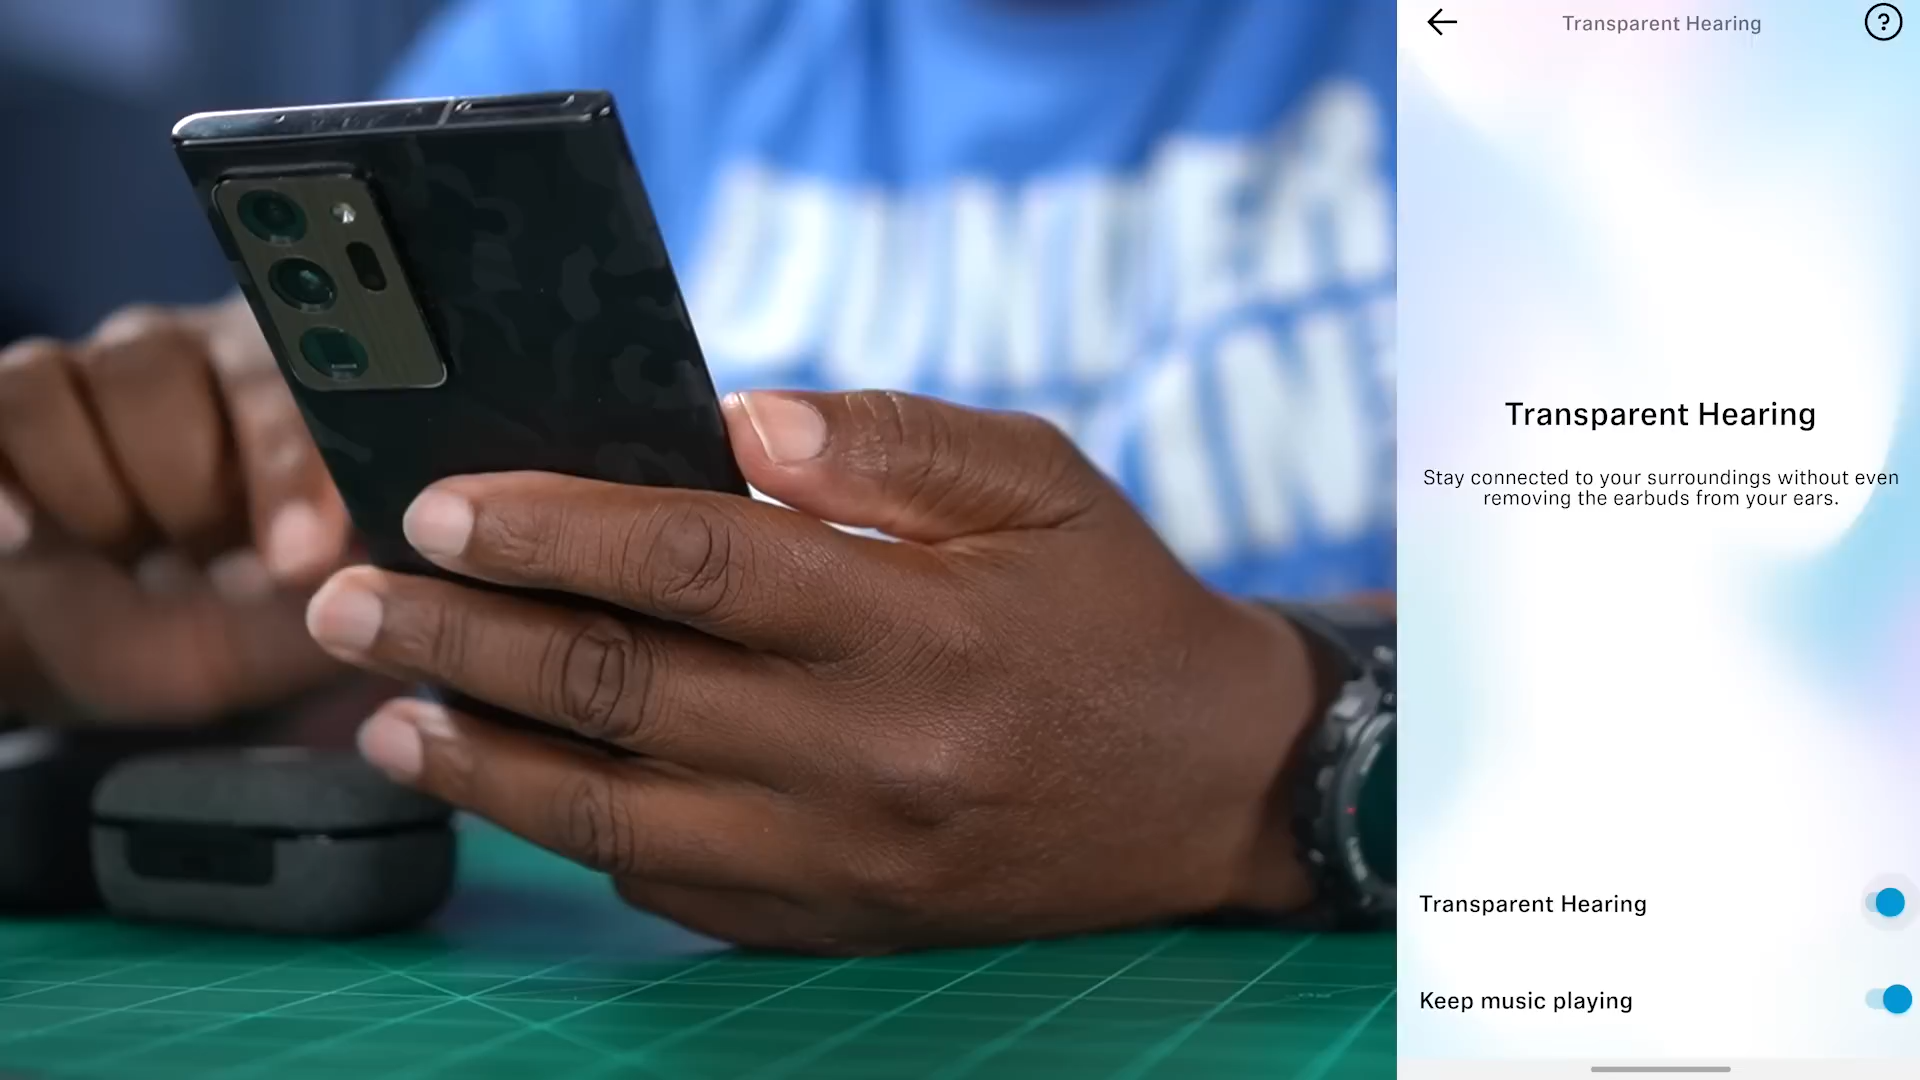 Transparent Hearing
?
Transparent Hearing
Stay connected to your surroundings without even
removing the earbuds from your ears.
Transparent Hearing
Keep music playing